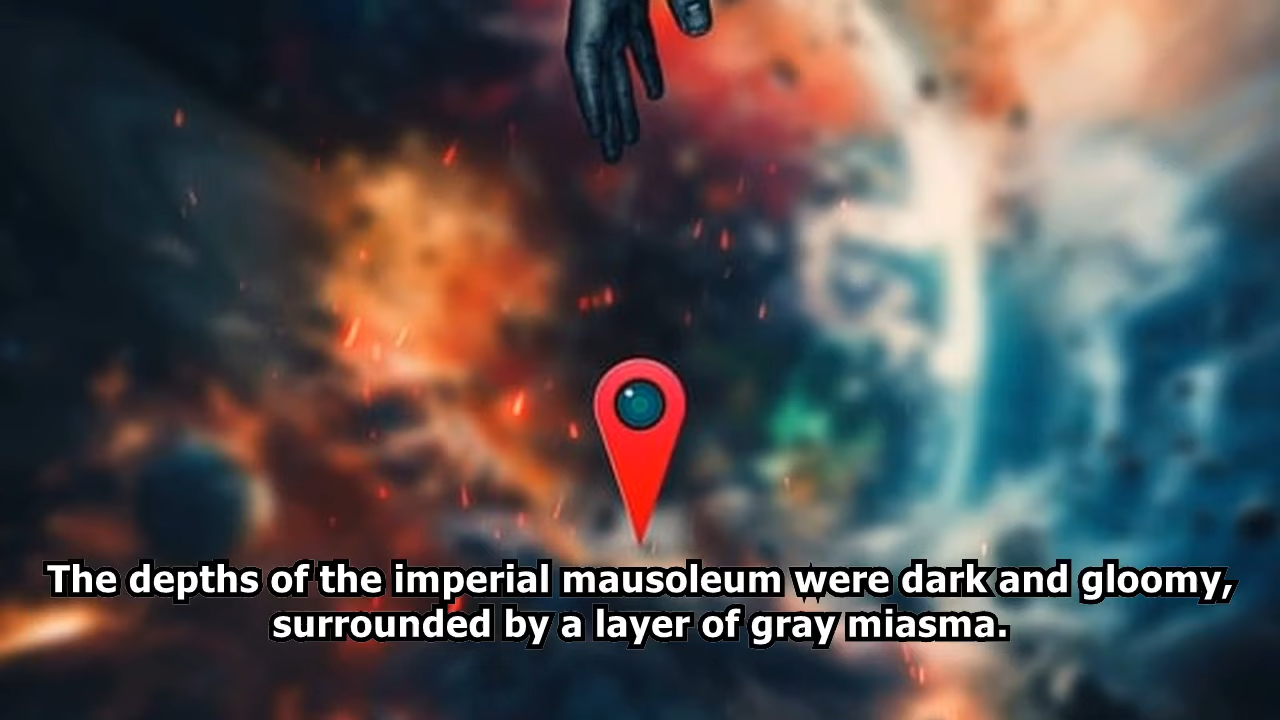 The depths of the imperial mausoleum were dark and gloomy,
surrounded by a layer of gray miasma.